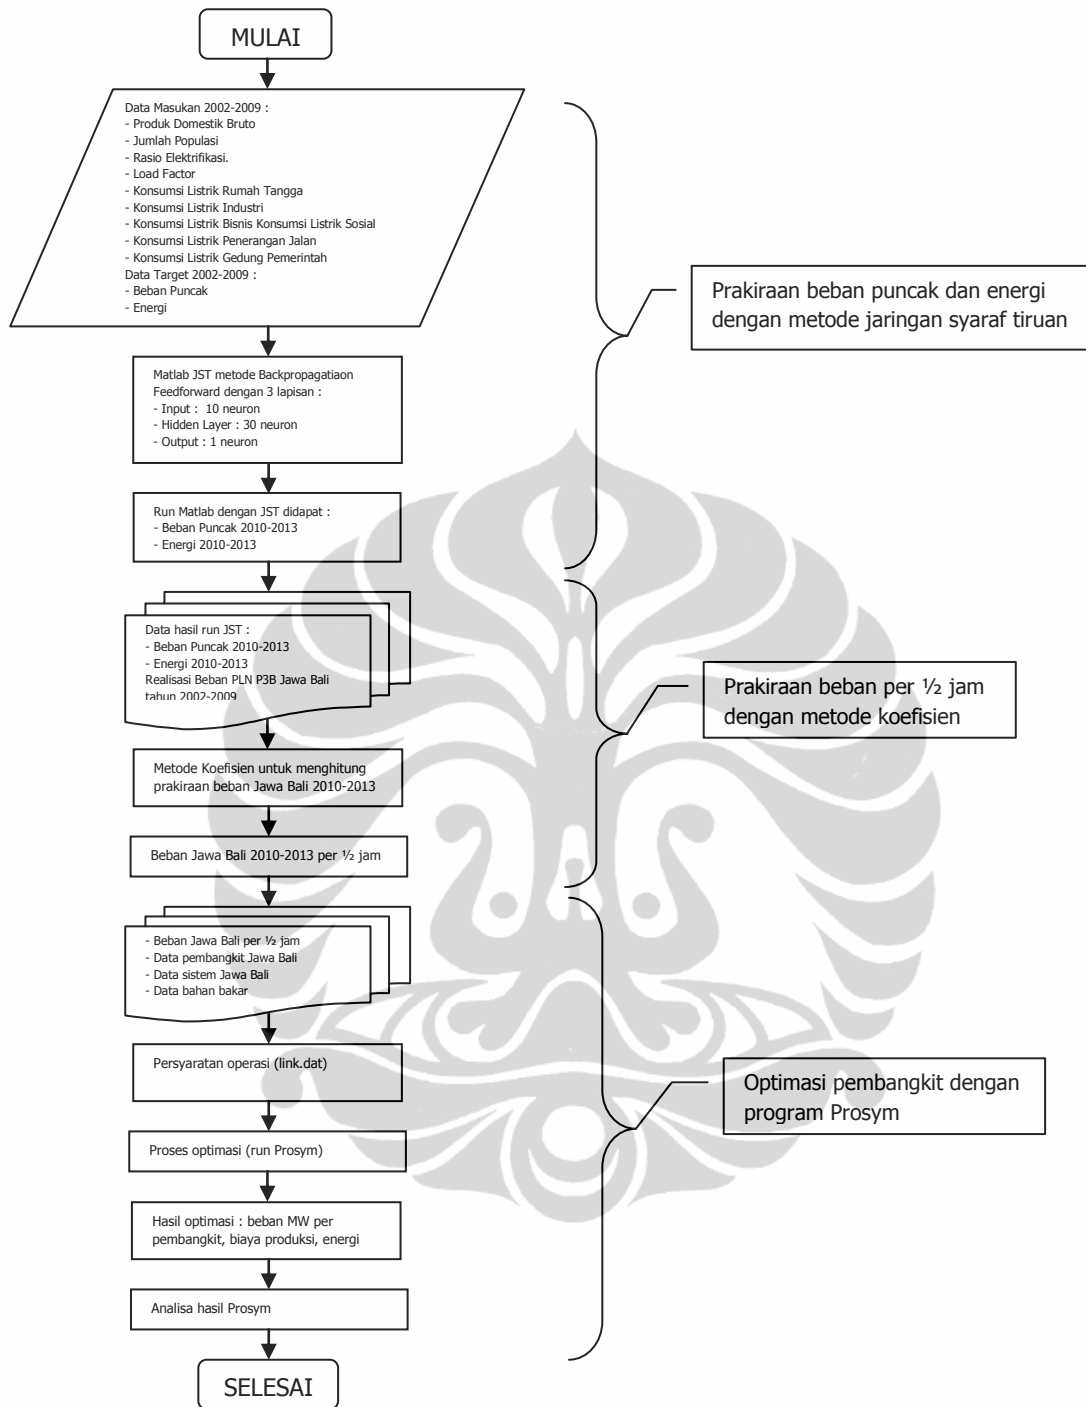 MULAI
Data Masukan 2002-2009 :
- Produk Domestik Bruto
- Jumlah Populasi
- Rasio Elektrifikasi.
- Load Factor
- Konsumsi Listrik Rumah Tangga
- Konsumsi Listrik Industri
- Konsumsi Listrik Bisnis Konsumsi Listrik Sosial
- Konsumsi Listrik Penerangan Jalan
- Konsumsi Listrik Gedung Pemerintah
Data Target 2002-2009 :
- Beban Puncak
- Energi
Prakiraan beban puncak dan energi
dengan metode jaringan syaraf tiruan
Matlab JST metode Backpropagatiaon
Feedforward dengan 3 lapisan :
- Input : 10 neuron
- Hidden Layer : 30 neuron
- Output : 1 neuron
Run Matlab dengan JST didapat :
- Beban Puncak 2010-2013
- Energi 2010-2013
Data hasil run JST :
- Beban Puncak 2010-2013
- Energi 2010-2013
Realisasi Beban PLN P3B Jawa Bali
tahun 2002-2009
Prakiraan beban per ½ jam
dengan metode koefisien
Metode Koefisien untuk menghitung
prakiraan beban Jawa Bali 2010-2013
Beban Jawa Bali 2010-2013 per ½ jam
- Beban Jawa Bali per ½ jam
- Data pembangkit Jawa Bali
- Data sistem Jawa Bali
- Data bahan bakar
Persyaratan operasi (link.dat)
Optimasi pembangkit dengan
program Prosym
Proses optimasi (run Prosym)
Hasil optimasi : beban MW per
pembangkit, biaya produksi, energi
Analisa hasil Prosym
SELESAI